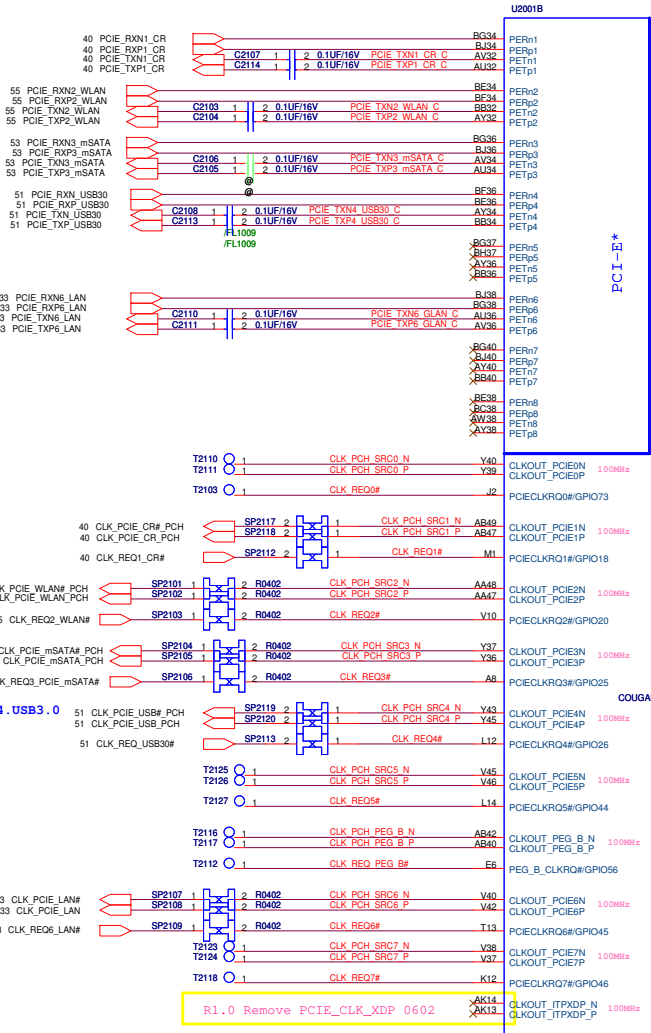 U2001B
40 PCIE_RXN1_CR BG34 PERn1
40 PCIE_RXP1_CR BJ34 PERp1
40 PCIE_TXN1_CR C2107 1 2 0.1UF/16V PCIE_TXN1_CR_C AV32 PETn1
40 PCIE_TXP1_CR C2114 1 2 0.1UF/16V PCIE_TXP1_CR_C AU32 PETp1
55 PCIE_RXN2_WLAN BE34 PERn2
55 PCIE_RXP2_WLAN BF34 PERp2
55 PCIE_TXN2_WLAN C2103 1 2 0.1UF/16V PCIE_TXN2_WLAN_C BB32 PETn2
55 PCIE_TXP2_WLAN C2104 1 2 0.1UF/16V PCIE_TXP2_WLAN_C AY32 PETp2
53 PCIE_RXN3_mSATA BG36 PERn3
53 PCIE_RXP3_mSATA BJ36 PERp3
53 PCIE_TXN3_mSATA C2106 1 2 0.1UF/16V PCIE_TXN3_mSATA_C AV34 PETn3
53 PCIE_TXP3_mSATA C2105 1 2 0.1UF/16V PCIE_TXP3_mSATA_C AU34 PETp3
@
@
51 PCIE_RXN_USB30 BF36 PERn4
51 PCIE_RXP_USB30 BE36 PERp4
51 PCIE_TXN_USB30 C2108 1 2 0.1UF/16V PCIE_TXN4_USB30_C AY34 PETn4
51 PCIE_TXP_USB30 C2113 1 2 0.1UF/16V PCIE_TXP4_USB30_C BB34 PETp4
/FL1009
/FL1009
BG37 PERn5
BH37 PERp5
AY36 PETn5
BB36 PETp5
PCI-E*
33 PCIE_RXN6_LAN BJ38 PERn6
33 PCIE_RXP6_LAN BG38 PERp6
3 PCIE_TXN6_LAN C2110 1 2 0.1UF/16V PCIE_TXN6_GLAN_C AU36 PETn6
3 PCIE_TXP6_LAN C2111 1 2 0.1UF/16V PCIE_TXP6_GLAN_C AV36 PETp6
BG40 PERn7
BJ40 PERp7
AY40 PETn7
BB40 PETp7
BE38 PERn8
BC38 PERp8
AW38 PETn8
AY38 PETp8
T2110 1 CLK_PCH_SRC0_N Y40 CLKOUT_PCIE0N 100MHz
T2111 1 CLK_PCH_SRC0_P Y39 CLKOUT_PCIE0P
T2103 1 CLK_REQ0# J2 PCIECLKRQ0#/GPIO73
40 CLK_PCIE_CR#_PCH SP2117 2 1 CLK_PCH_SRC1_N AB49 CLKOUT_PCIE1N 100MHz
40 CLK_PCIE_CR_PCH SP2118 2 1 CLK_PCH_SRC1_P AB47 CLKOUT_PCIE1P
40 CLK_REQ1_CR# SP2112 2 1 CLK_REQ1# M1 PCIECLKRQ1#/GPIO18
K_PCIE_WLAN#_PCH SP2101 1 2 R0402 CLK_PCH_SRC2_N AA48 CLKOUT_PCIE2N 100MHz
LK_PCIE_WLAN_PCH SP2102 1 2 R0402 CLK_PCH_SRC2_P AA47 CLKOUT_PCIE2P
5 CLK_REQ2_WLAN# SP2103 1 2 R0402 CLK_REQ2# V10 PCIECLKRQ2#/GPIO20
CLK_PCIE_mSATA#_PCH SP2104 1 2 R0402 CLK_PCH_SRC3_N Y37 CLKOUT_PCIE3N 100MHz
CLK_PCIE_mSATA_PCH SP2105 1 2 R0402 CLK_PCH_SRC3_P Y36 CLKOUT_PCIE3P
K_REQ3_PCIE_mSATA# SP2106 1 2 R0402 CLK_REQ3# A8 PCIECLKRQ3#/GPIO25
COUGA
4.USB3.0 51 CLK_PCIE_USB#_PCH SP2119 2 1 CLK_PCH_SRC4_N Y43 CLKOUT_PCIE4N 100MHz
51 CLK_PCIE_USB_PCH SP2120 2 1 CLK_PCH_SRC4_P Y45 CLKOUT_PCIE4P
51 CLK_REQ_USB30# SP2113 2 1 CLK_REQ4# L12 PCIECLKRQ4#/GPIO26
T2125 1 CLK_PCH_SRC5_N V45 CLKOUT_PCIE5N 100MHz
T2126 1 CLK_PCH_SRC5_P V46 CLKOUT_PCIE5P
T2127 1 CLK_REQ5# L14 PCIECLKRQ5#/GPIO44
T2116 1 CLK_PCH_PEG_B_N AB42 CLKOUT_PEG_B_N 100MHz
T2117 1 CLK_PCH_PEG_B_P AB40 CLKOUT_PEG_B_P
T2112 1 CLK_REQ_PEG_B# E6 PEG_B_CLKRQ#/GPIO56
3 CLK_PCIE_LAN# SP2107 1 2 R0402 CLK_PCH_SRC6_N V40 CLKOUT_PCIE6N 100MHz
33 CLK_PCIE_LAN SP2108 1 2 R0402 CLK_PCH_SRC6_P V42 CLKOUT_PCIE6P
CLK_REQ6_LAN# SP2109 1 2 R0402 CLK_REQ6# T13 PCIECLKRQ6#/GPIO45
T2123 1 CLK_PCH_SRC7_N V38 CLKOUT_PCIE7N 100MHz
T2124 1 CLK_PCH_SRC7_P V37 CLKOUT_PCIE7P
T2118 1 CLK_REQ7# K12 PCIECLKRQ7#/GPIO46
R1.0 Remove PCIE_CLK_XDP 0602 AK14 CLKOUT_ITPXDP_N 100MHz
AK13 CLKOUT_ITPXDP_P